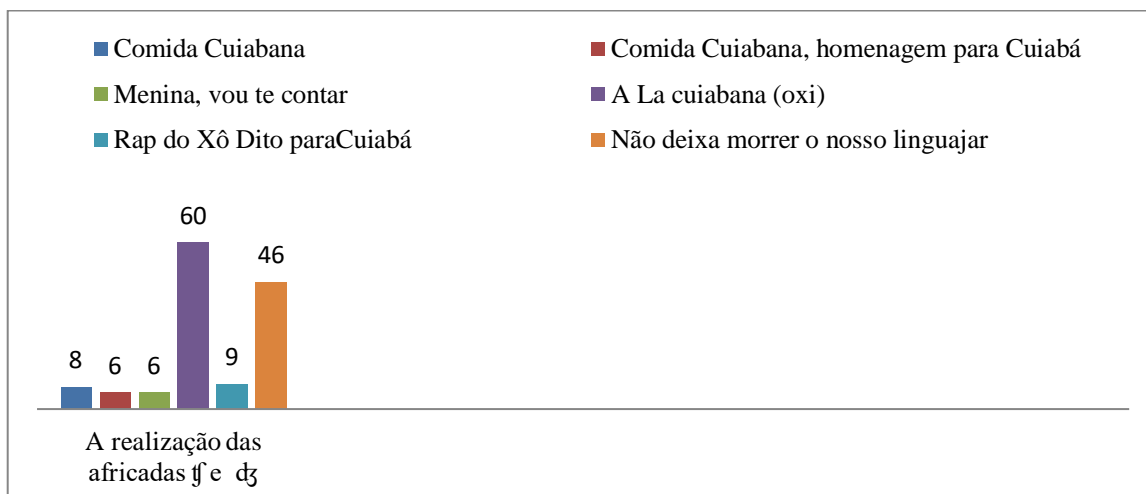 Comida Cuiabana
Comida Cuiabana, homenagem para Cuiabá
Menina, vou te contar
A La cuiabana (oxi)
Rap do Xô Dito paraCuiabá
Não deixa morrer o nosso linguajar
60
46
8
6
6
9
A realização das
africadas ʧ e ʤ